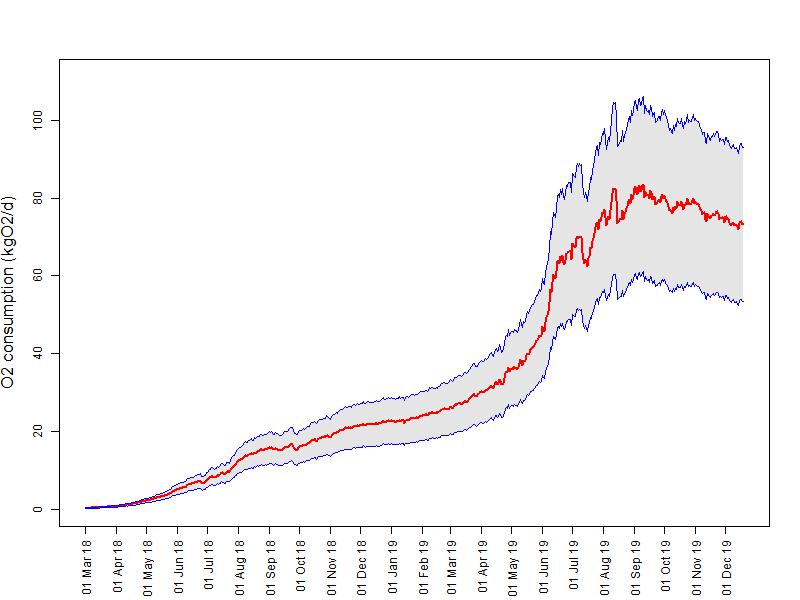 O2 consumption (kgO2/d)
100
80
60
40
20
0
01 Mar 18
01 Apr 18
01 May 18
01 Jun 18
01 Jul 18
01 Aug 18
01 Sep 18
01 Oct 18
01 Nov 18
01 Dec 18
01 Jan 19
01 Feb 19
01 Mar 19
01 Apr 19
01 May 19
01 Jun 19
01 Jul 19
01 Aug 19
01 Sep 19
01 Oct 19
01 Nov 19
01 Dec 19